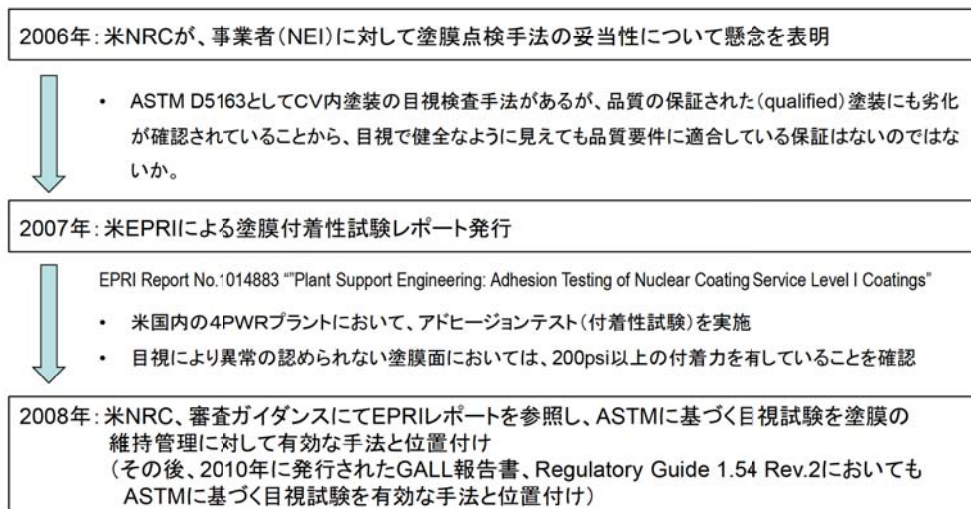 2006年：米NRCが、事業者（NEI）に対して塗膜点検手法の妥当性について懸念を表明
• ASTM D5163としてCV内塗装の目視検査手法があるが、品質の保証された（qualified）塗装にも劣化
が確認されていることから、目視で健全なように見えても品質要件に適合している保証はないのではな
いか。
2007年：米EPRIによる塗膜付着性試験レポート発行
EPRI Report No.1014883 “”Plant Support Engineering: Adhesion Testing of Nuclear Coating Service Level I Coatings”
• 米国内の４PWRプラントにおいて、アドヒージョンテスト（付着性試験）を実施
• 目視により異常の認められない塗膜面においては、200psi以上の付着力を有していることを確認
2008年：米NRC、審査ガイダンスにてEPRIレポートを参照し、ASTMに基づく目視試験を塗膜の
維持管理に対して有効な手法と位置付け
（その後、2010年に発行されたGALL報告書、Regulatory Guide 1.54 Rev.2においても
ASTMに基づく目視試験を有効な手法と位置付け）